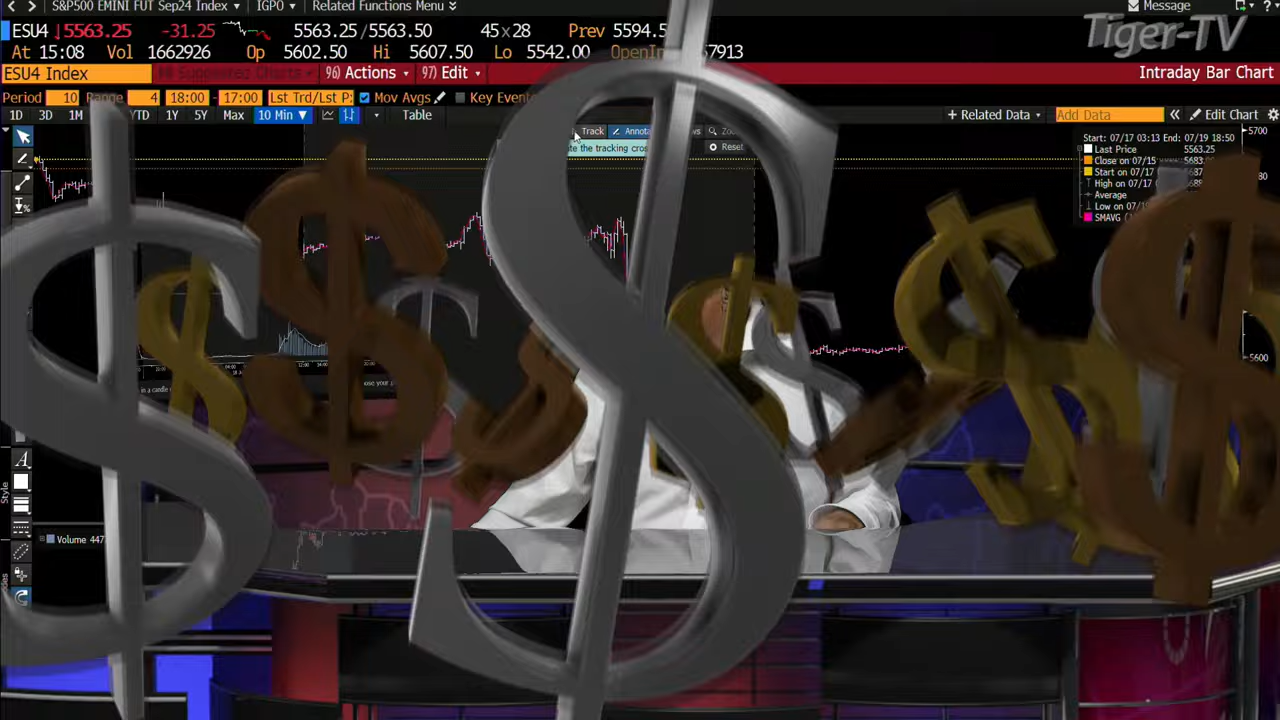 S&P500 EMINI FUT Sep24 Index IGPO Related Functions Menu Message
Tiger-TV
ESU4 5563.25 -31.25 5563.25/5563.50 45x28 Prev 5594.5
At 15:08 Vol 1662926 Op 5602.50 Hi 5607.50 Lo 5542.00
ESU4 Index 96) Actions 97) Edit Intraday Bar Chart
Period 10 Range 4 18:00 - 17:00 Lst Trd/Lst P: Mov Avgs Key Evente
1D 3D 1M YTD 1Y 5Y Max 10 Min Table + Related Data Add Data Edit Chart
Track Annota
Reset
Start: 07/17 03:13 End: 07/19 18:50
Last Price 5563.25
Close on 07/15
Start on 07/17
High on 07/17
Average
Low on 07/1
SMAVG
5700
5600
Style
Volume 447